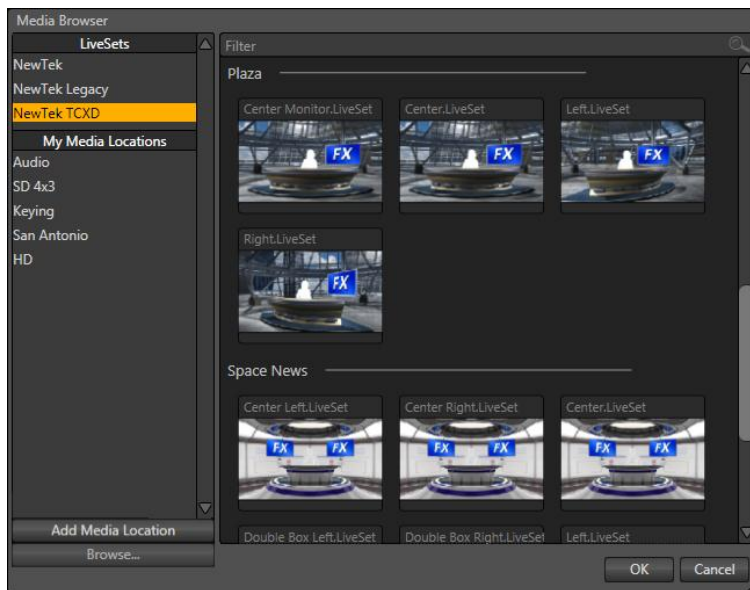 Media Browser
LiveSets
NewTek
NewTek Legacy
NewTek TCXD
My Media Locations
Audio
SD 4x3
Keying
San Antonio
HD
Add Media Location
Browse...
Filter
Plaza
Center Monitor.LiveSet
Center.LiveSet
Left.LiveSet
FX
FX
FX
Right.LiveSet
FX
Space News
Center Left.LiveSet
Center Right.LiveSet
Center.LiveSet
FX FX
FX FX
FX FX
Double Box Left.LiveSet
Double Box Right.LiveSet
Left.LiveSet
OK
Cancel